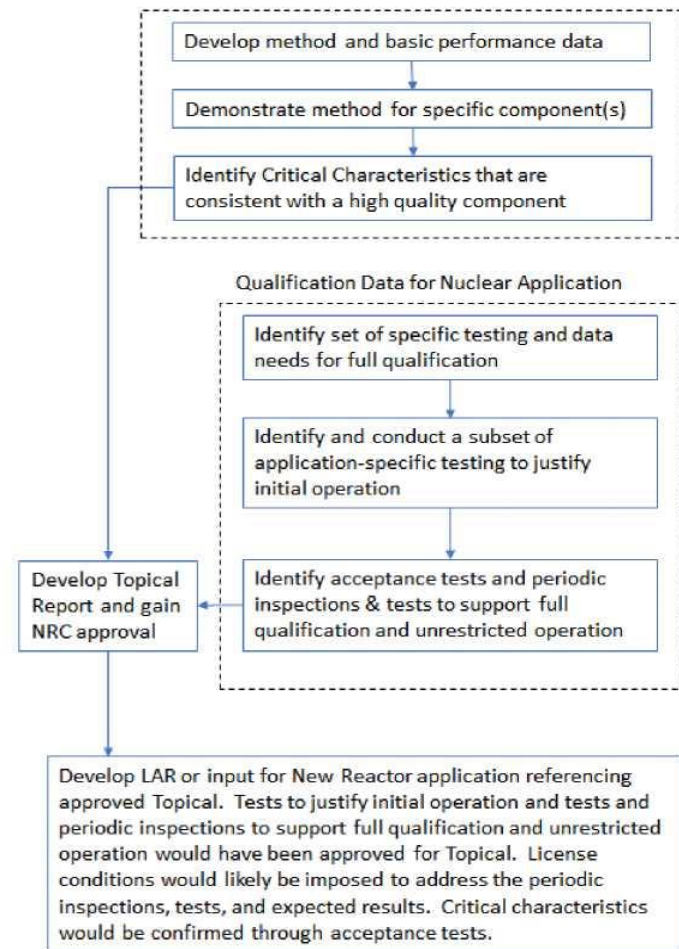 Develop method and basic performance data
Demonstrate method for specific component(s)
Identify Critical Characteristics that are
consistent with a high quality component
Qualification Data for Nuclear Application
Identify set of specific testing and data
needs for full qualification
Identify and conduct a subset of
application-specific testing to justify
initial operation
Identify acceptance tests and periodic
inspections & tests to support full
qualification and unrestricted operation
Develop Topical
Report and gain
NRC approval
Develop LAR or input for New Reactor application referencing
approved Topical. Tests to justify initial operation and tests and
periodic inspections to support full qualification and unrestricted
operation would have been approved for Topical. License
conditions would likely be imposed to address the periodic
inspections, tests, and expected results. Critical characteristics
would be confirmed through acceptance tests.